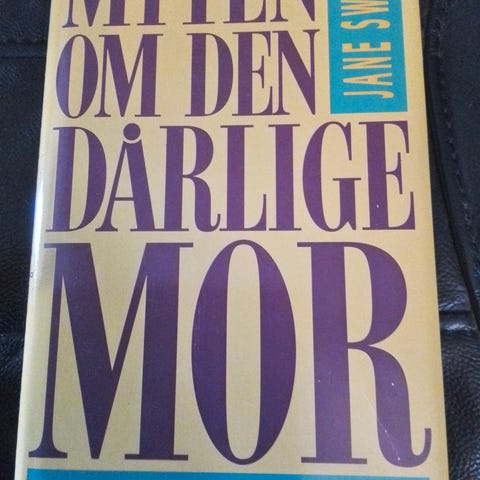 MYTEN
OM DEN
DÅRLIGE
MOR
JANE SW